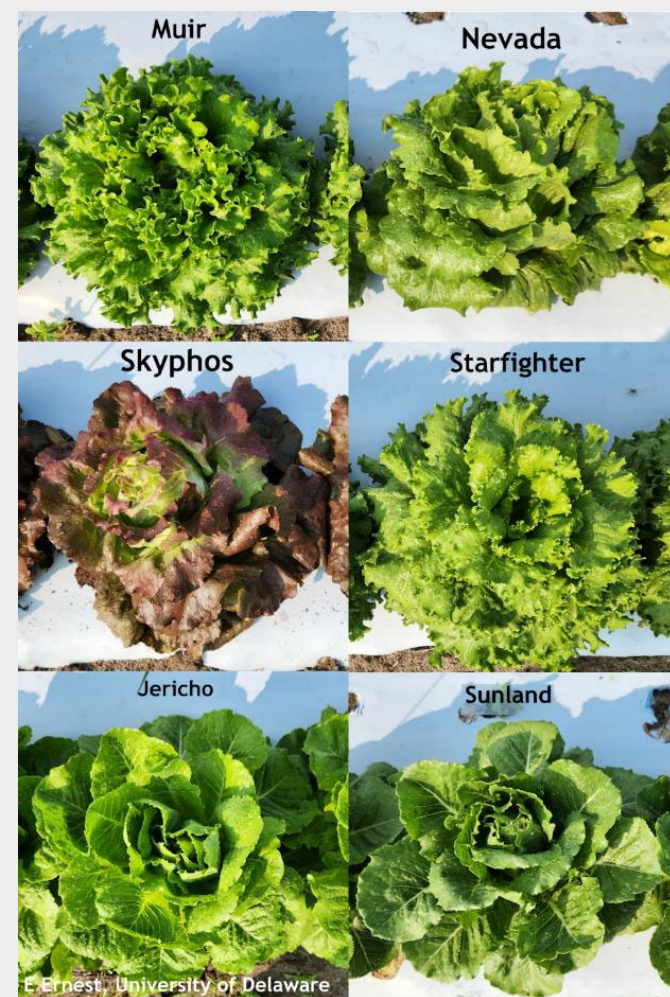 Muir
Nevada
Skyphos
Starfighter
Jericho
Sunland
E.Ernest, University of Delaware